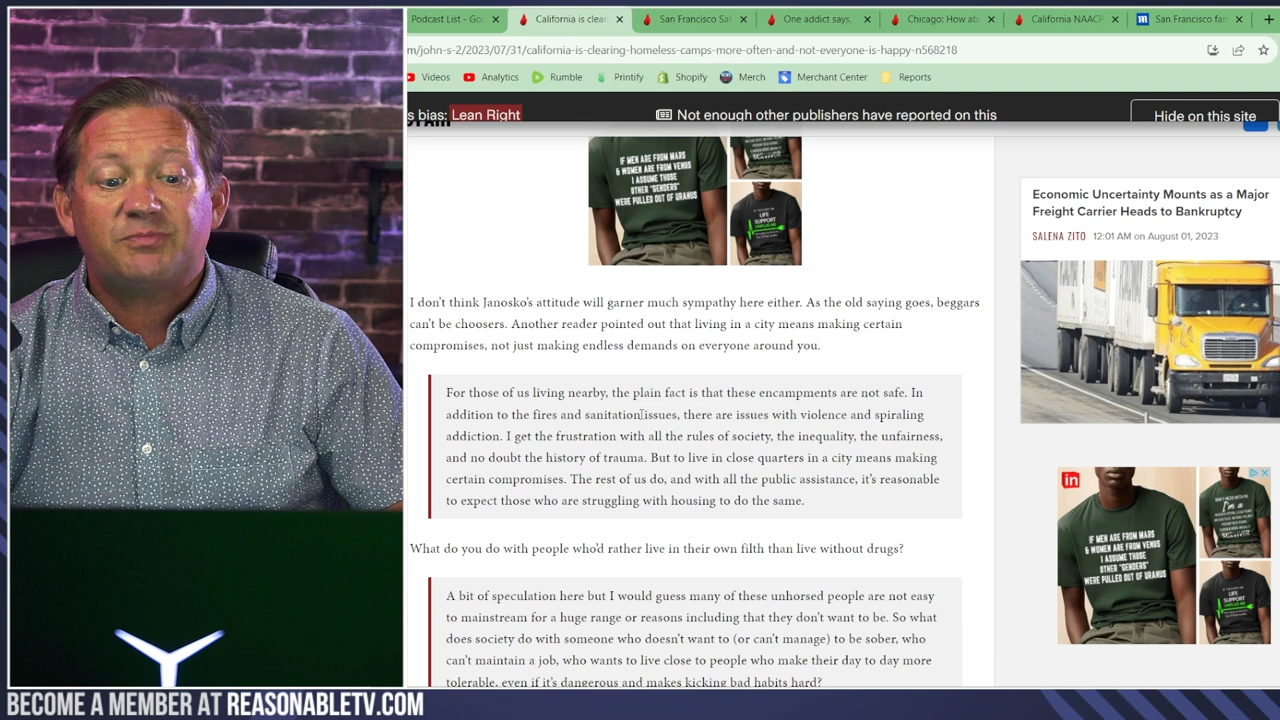 Podcast List - Goo
California is clean
San Francisco Saf
One addict says,
Chicago: How abo
California NAACP
San Francisco fam
m/john-s-2/2023/07/31/california-is-clearing-homeless-camps-more-often-and-not-everyone-is-happy-n568218
Videos
Analytics
Rumble
Printify
Shopify
Merch
Merchant Center
Reports
s bias: Lean Right
Not enough other publishers have reported on this
Hide on this site
IF MEN ARE FROM MARS
& WOMEN ARE FROM VENUS
I ASSUME THOSE
OTHER "GENDERS"
WERE PULLED OUT OF URANUS
SURVIVOR
LIFE
SUPPORT
I don't think Janosko's attitude will garner much sympathy here either. As the old saying goes, beggars
can't be choosers. Another reader pointed out that living in a city means making certain
compromises, not just making endless demands on everyone around you.
For those of us living nearby, the plain fact is that these encampments are not safe. In
addition to the fires and sanitation issues, there are issues with violence and spiraling
addiction. I get the frustration with all the rules of society, the inequality, the unfairness,
and no doubt the history of trauma. But to live in close quarters in a city means making
certain compromises. The rest of us do, and with all the public assistance, it's reasonable
to expect those who are struggling with housing to do the same.
What do you do with people who'd rather live in their own filth than live without drugs?
A bit of speculation here but I would guess many of these unhorsed people are not easy
to mainstream for a huge range or reasons including that they don't want to be. So what
does society do with someone who doesn't want to (or can't manage) to be sober, who
can't maintain a job, who wants to live close to people who make their day to day more
tolerable, even if it's dangerous and makes kicking bad habits hard?
Economic Uncertainty Mounts as a Major
Freight Carrier Heads to Bankruptcy
SALENA ZITO 12:01 AM on August 01, 2023
in
IF MEN ARE FROM MARS
& WOMEN ARE FROM VENUS
I ASSUME THOSE
OTHER "GENDERS"
WERE PULLED OUT OF URANUS
DON'T MESS WITH ME
I'm a
SURVIVOR
LIFE
SUPPORT
BECOME A MEMBER AT REASONABLETV.COM